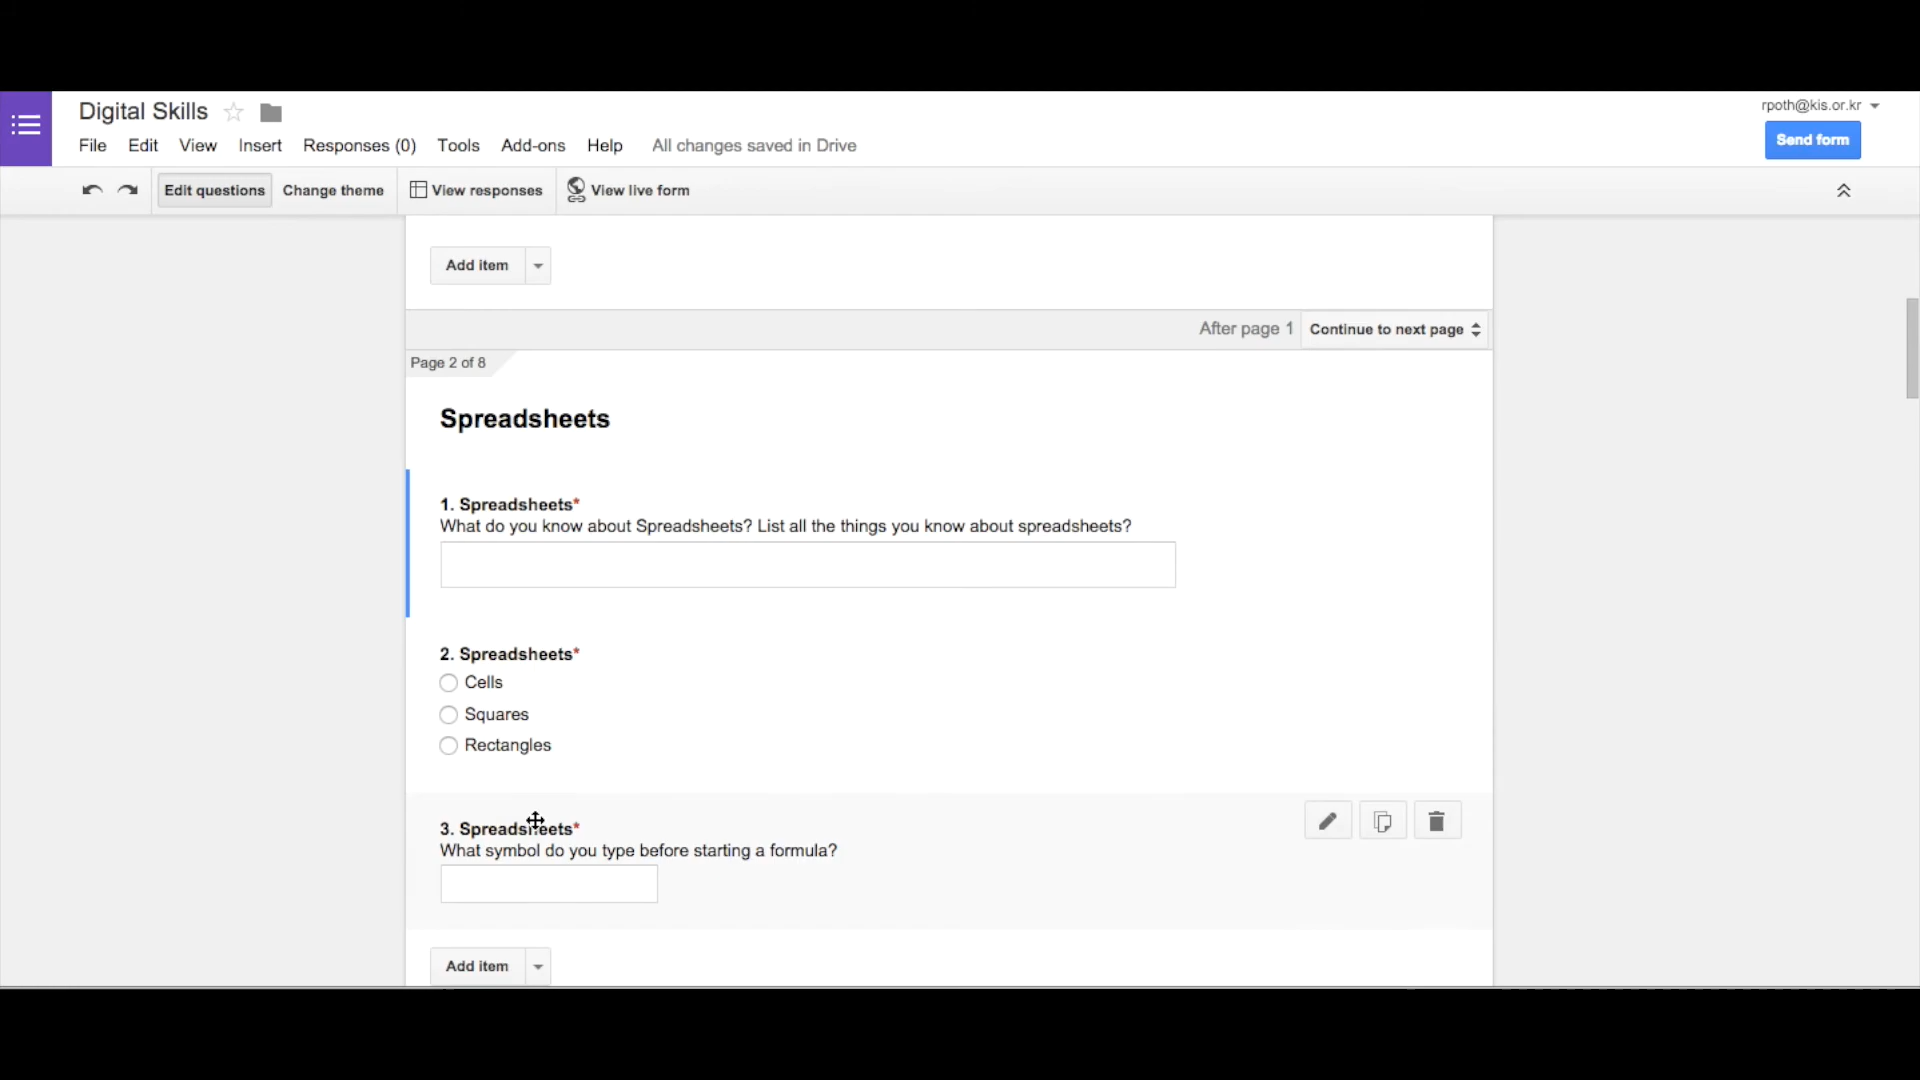 Digital Skills
rpoth@kis.or.kr
File Edit View Insert Responses (0) Tools Add-ons Help All changes saved in Drive
Send form
Edit questions Change theme View responses View live form
Add item
After page 1 Continue to next page
Page 2 of 8
Spreadsheets
1. Spreadsheets*
What do you know about Spreadsheets? List all the things you know about spreadsheets?
2. Spreadsheets*
Cells
Squares
Rectangles
3. Spreadsheets*
What symbol do you type before starting a formula?
Add item